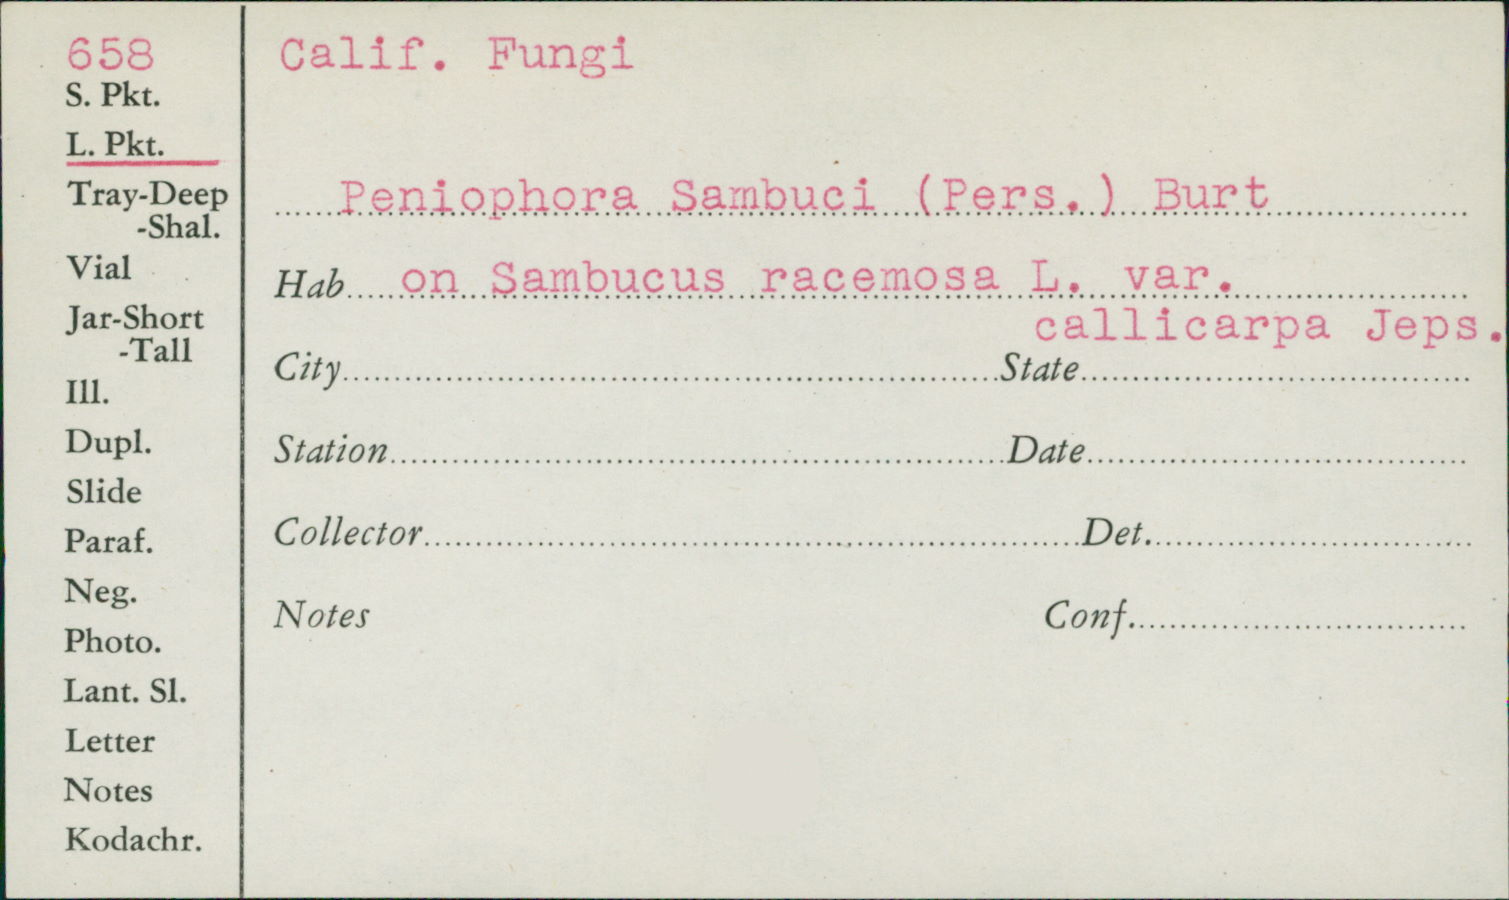 658
S. Pkt.
L. Pkt.
Tray-Deep
-Shal.
Vial
Jar-Short
-Tall
Ill.
Dupl.
Slide
Paraf.
Neg.
Photo.
Lant. Sl.
Letter
Notes
Kodachr.
Calif. Fungi
Peniophora Sambuci (Pers.) Burt
Hab on Sambucus racemosa L. var.
callicarpa Jeps.
City State
Station Date
Collector Det.
Notes Conf.